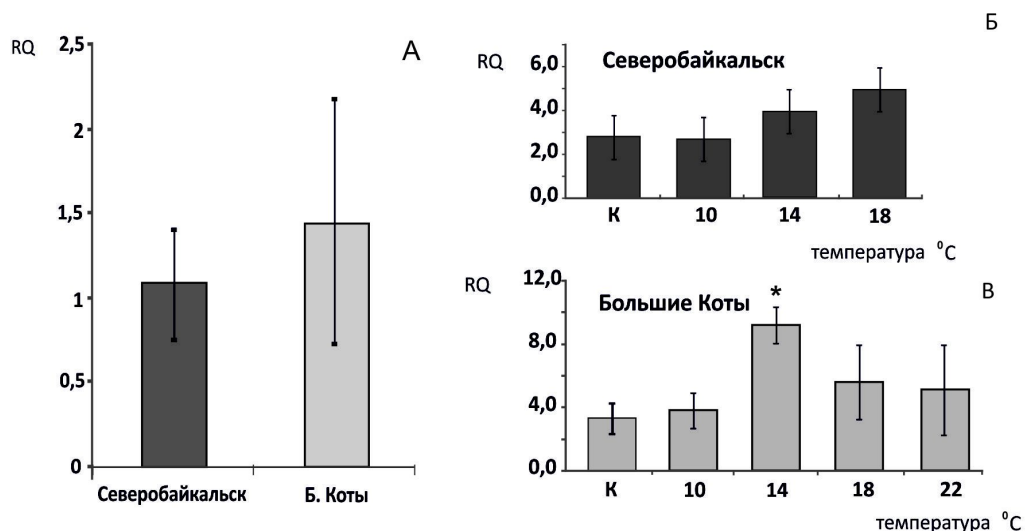 RQ
А
2,5
2
1,5
1
0,5
0
Северобайкальск Б. Коты
Б
RQ
Северобайкальск
6,0
4,0
2,0
0,0
К 10 14 18
температура ⁰С
В
RQ
Большие Коты
*
12,0
8,0
4,0
0,0
К 10 14 18 22
температура ⁰С